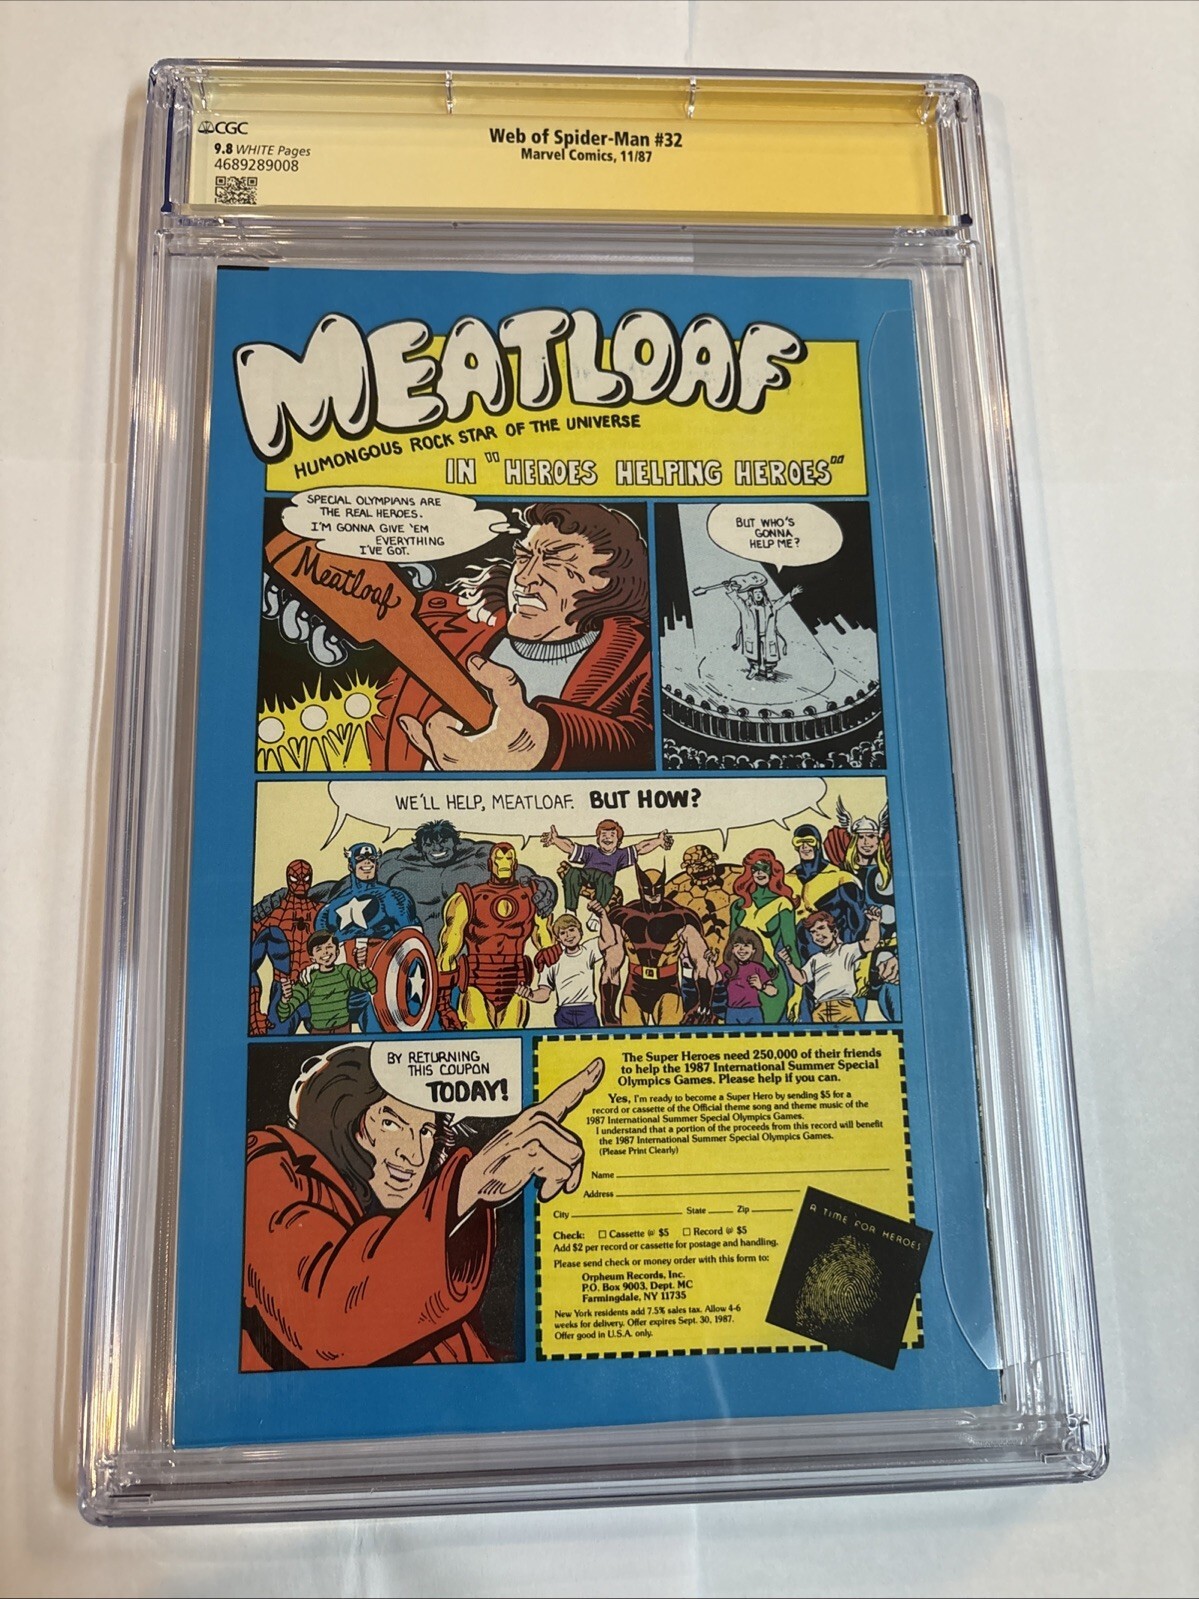 CGC
9.8 WHITE Pages
4689289008
Web of Spider-Man #32
Marvel Comics, 11/87
MEATLOAF
HUMONGOUS ROCK STAR OF THE UNIVERSE
IN "HEROES HELPING HEROES"
SPECIAL OLYMPIANS ARE
THE REAL HEROES.
I'M GONNA GIVE 'EM
EVERYTHING
I'VE GOT.
Meatloaf
BUT WHO'S
GONNA
HELP ME?
WE'LL HELP, MEATLOAF. BUT HOW?
BY RETURNING
THIS COUPON
TODAY!
The Super Heroes need 250,000 of their friends
to help the 1987 International Summer Special
Olympics Games. Please help if you can.
Yes, I'm ready to become a Super Hero by sending $5 for a
record or cassette of the Official theme song and theme music of the
1987 International Summer Special Olympics Games.
I understand that a portion of the proceeds from this record will benefit
the 1987 International Summer Special Olympics Games.
(Please Print Clearly)
Name
Address
City State Zip
Check: Cassette @ $5 Record @ $5
Add $2 per record or cassette for postage and handling.
Please send check or money order with this form to:
Orpheum Records, Inc.
P.O. Box 9003, Dept. MC
Farmingdale, NY 11735
New York residents add 7.5% sales tax. Allow 4-6
weeks for delivery. Offer expires Sept. 30, 1987.
Offer good in U.S.A. only.
A TIME FOR HEROES